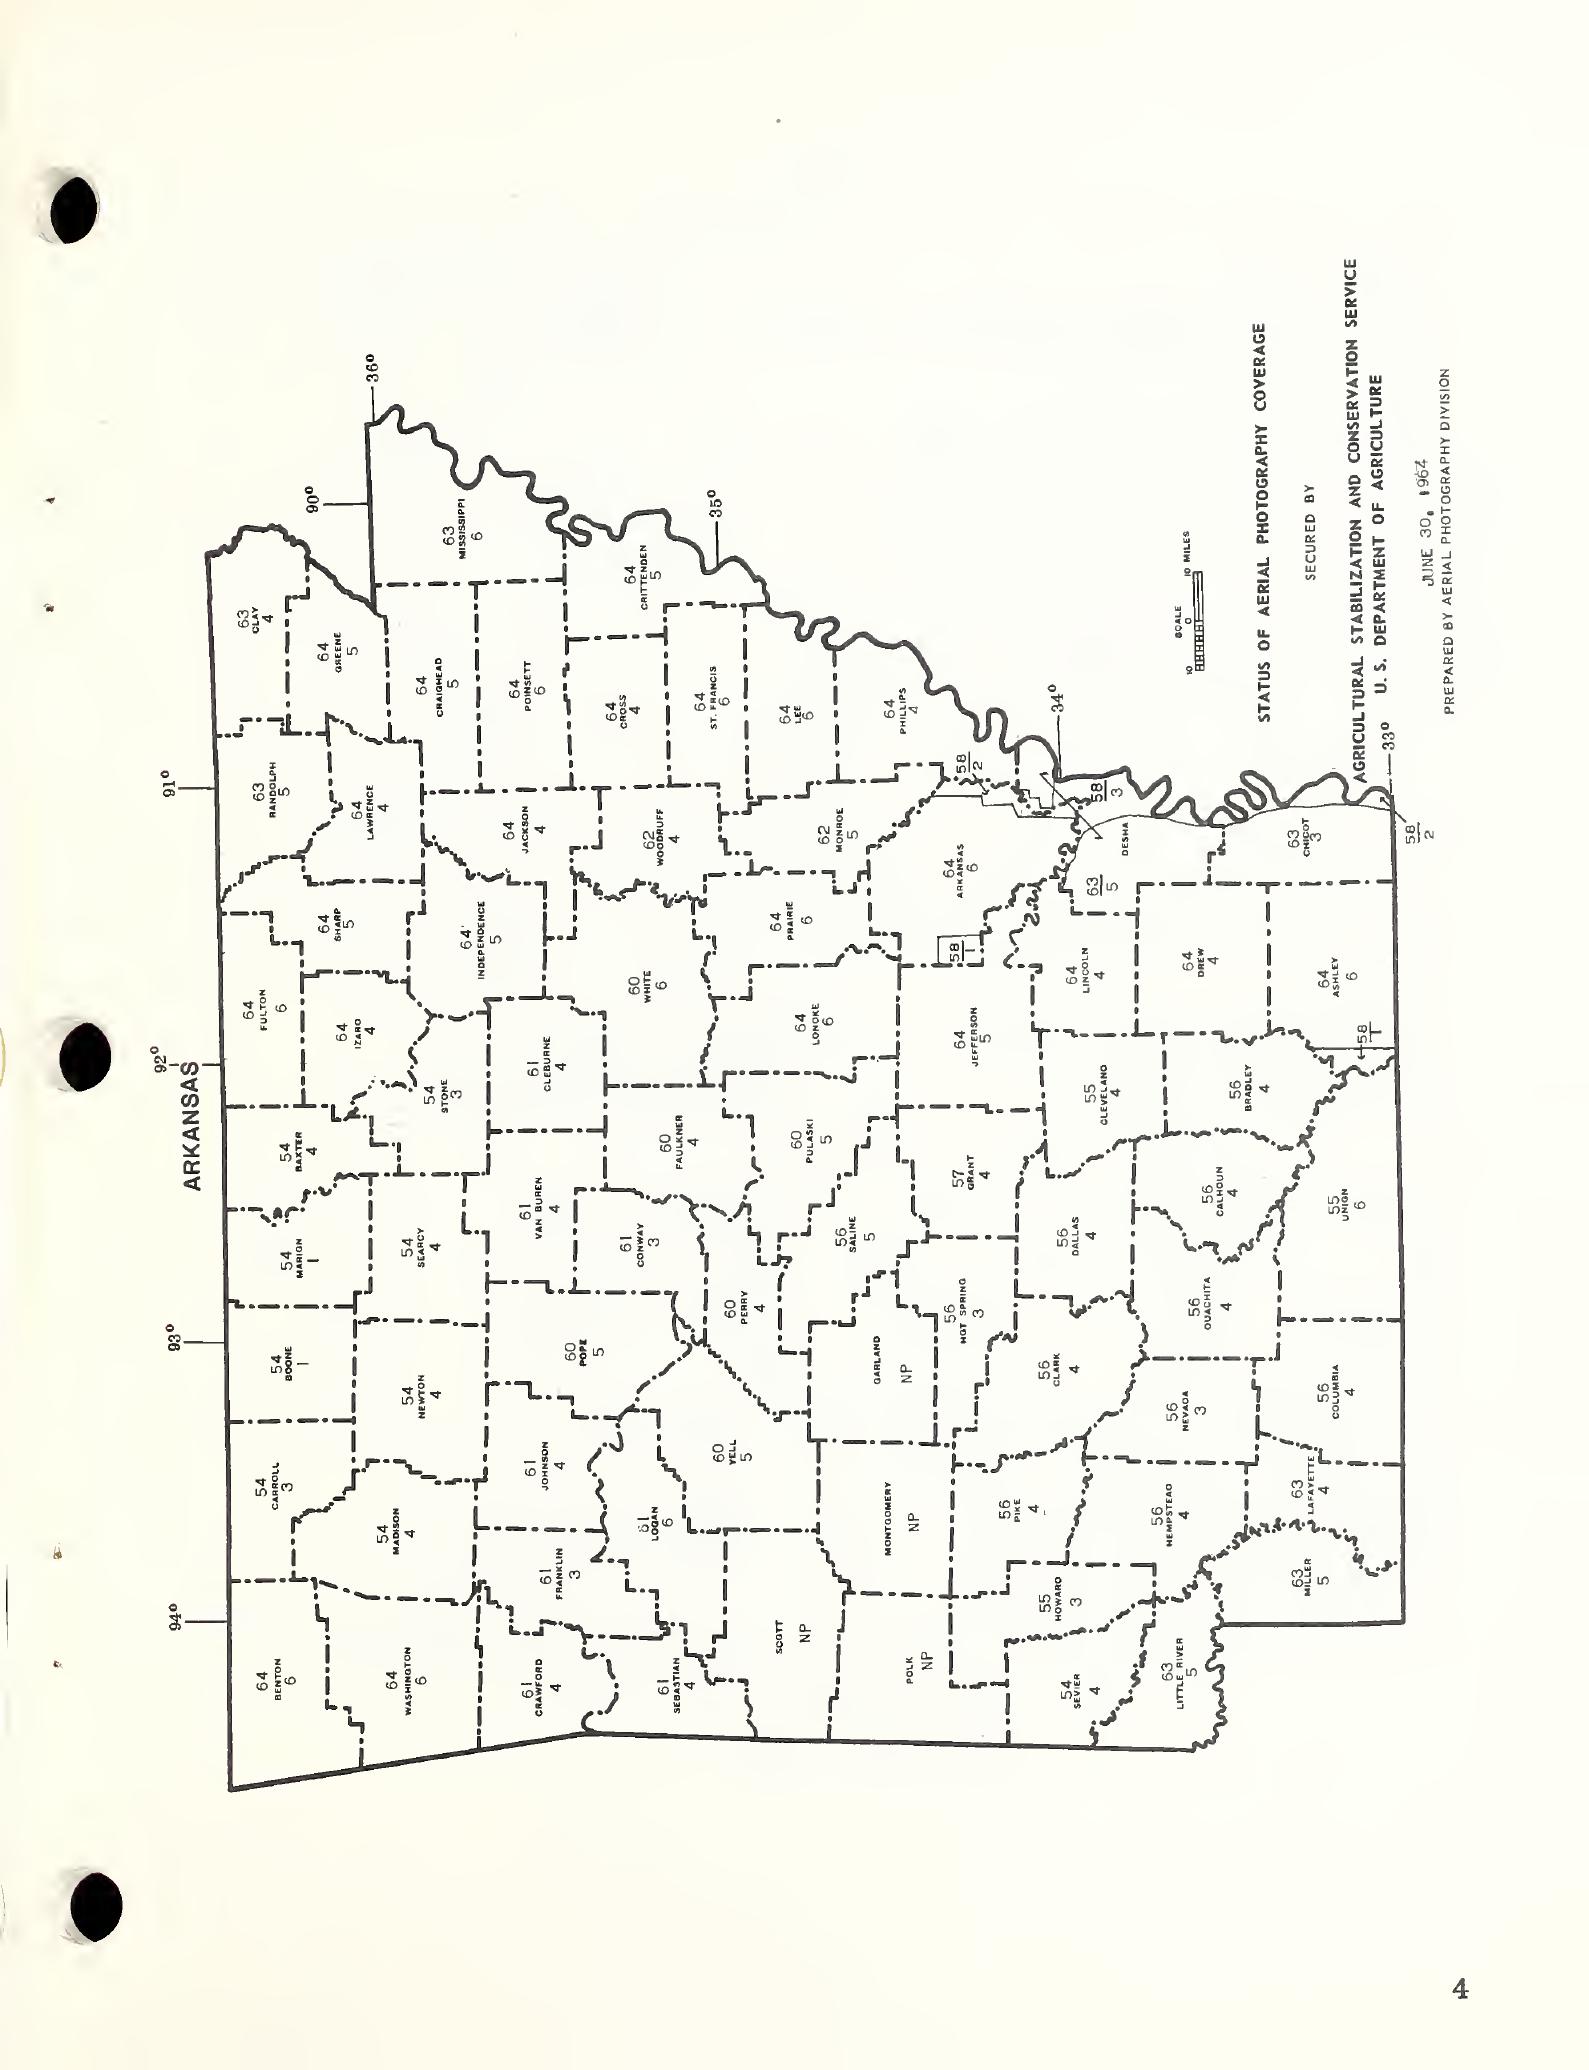 ARKANSAS
94°
93°
92°
91°
90°
36°
35°
34°
33°
64
BENTON
6
54
CARROLL
3
54
BOONE
1
54
MARION
1
54
BAXTER
4
64
FULTON
6
64
SHARP
5
63
RANDOLPH
5
63
CLAY
4
64
GREENE
5
64
LAWRENCE
4
64
IZARD
4
64
WASHINGTON
6
54
MADISON
4
54
NEWTON
4
54
SEARCY
4
54
STONE
3
64
INDEPENDENCE
5
64
CRAIGHEAD
5
63
MISSISSIPPI
6
61
CRAWFORD
4
61
FRANKLIN
3
61
JOHNSON
4
60
POPE
5
61
VAN BUREN
4
61
CLEBURNE
4
64
JACKSON
4
64
POINSETT
6
61
SEBASTIAN
4
61
LOGAN
6
61
CONWAY
3
60
FAULKNER
4
60
WHITE
6
62
WOODRUFF
4
64
CROSS
4
64
CRITTENDEN
5
SCOTT
NP
60
YELL
5
60
PERRY
4
60
PULASKI
5
64
LONOKE
6
64
PRAIRIE
6
62
MONROE
5
64
ST. FRANCIS
6
64
LEE
6
64
PHILLIPS
4
POLK
NP
MONTGOMERY
NP
GARLAND
NP
56
SALINE
5
56
HOT SPRING
3
57
GRANT
4
64
JEFFERSON
5
64
ARKANSAS
6
58
1
58
2
54
SEVIER
4
55
HOWARD
3
56
PIKE
4
56
CLARK
4
56
DALLAS
4
55
CLEVELAND
4
64
LINCOLN
4
63
5
DESHA
58
3
63
LITTLE RIVER
5
56
HEMPSTEAD
4
56
NEVADA
3
56
OUACHITA
4
56
CALHOUN
4
56
BRADLEY
4
64
DREW
4
63
MILLER
5
63
LAFAYETTE
4
56
COLUMBIA
4
55
UNION
6
58
1
64
ASHLEY
6
63
CHICOT
3
58
2
SCALE
10 0 10 MILES
STATUS OF AERIAL PHOTOGRAPHY COVERAGE
SECURED BY
AGRICULTURAL STABILIZATION AND CONSERVATION SERVICE
U. S. DEPARTMENT OF AGRICULTURE
JUNE 30, 1964
PREPARED BY AERIAL PHOTOGRAPHY DIVISION
4